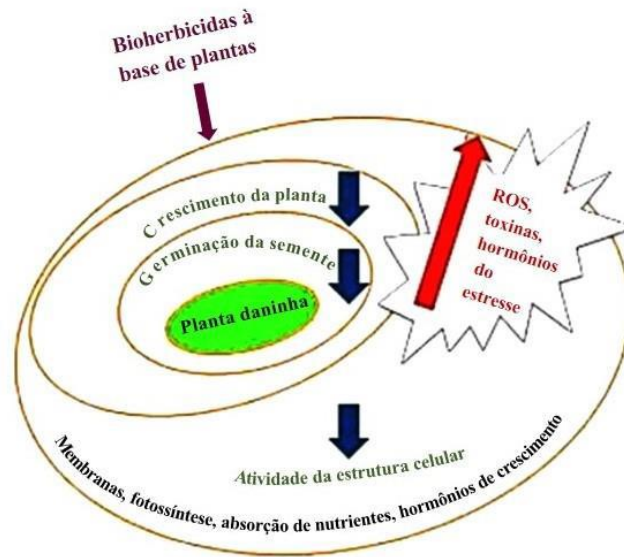 Bioherbicidas à
base de plantas
C rescimento da planta
G erminação da semente
Planta daninha
ROS,
toxinas,
hormônios
do
estresse
Atividade da estrutura celular
Membranas, fotossíntese, absorção de nutrientes, hormônios de crescimento